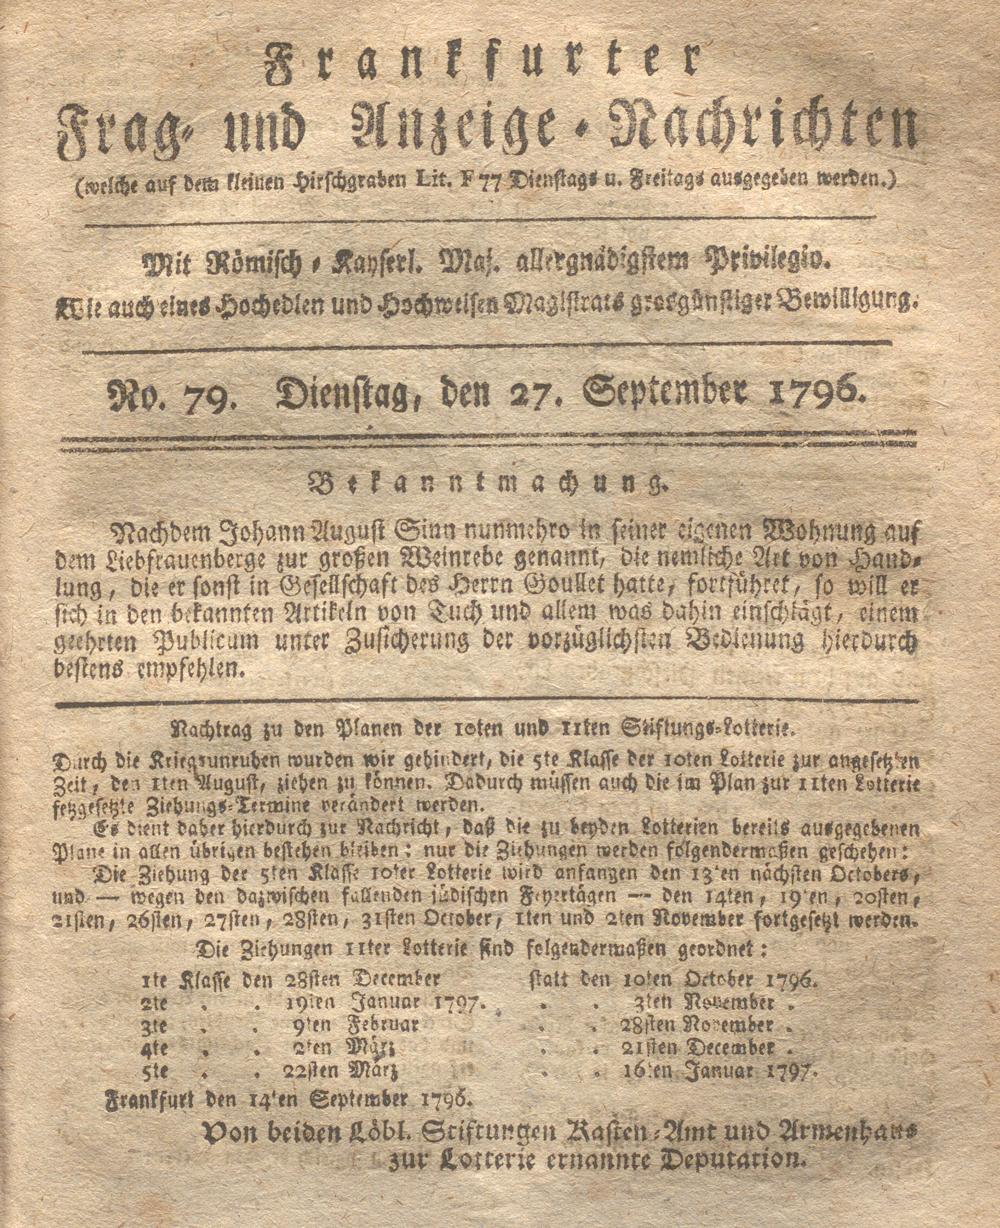 Frankfurter
Frag- und Anzeige-Nachrichten
(welche auf dem kleinen Hirschgraben Lit. F 77 Dienstags u. Freitags ausgegeben werden.)
Mit Römisch-Kayserl. Maj. allergnädigstem Privilegio.
Wie auch eines Hochedlen und Hochweisen Magistrats grosgünstiger Bewilligung.
No. 79. Dienstag, den 27. September 1796.
Bekanntmachung.
Nachdem Johann August Sinn nunmehro in seiner eigenen Wohnung auf
dem Liebfrauenberge zur großen Weinrebe genannt, die nemliche Art von Hand-
lung, die er sonst in Gesellschaft des Herrn Goullet hatte, fortführet, so will er
sich in den bekannten Artikeln von Tuch und allem was dahin einschlägt, einem
geehrten Publicum unter Zusicherung der vorzüglichsten Bedienung hierdurch
bestens empfehlen.
Nachtrag zu den Planen der 10ten und 11ten Stiftungs-Lotterie.
Durch die Kriegsunruhen wurden wir gehindert, die 5te Klasse der 10ten Lotterie zur angesetzten
Zeit, den 1ten August, ziehen zu können. Dadurch müssen auch die im Plan zur 11ten Lotterie
festgesetzte Ziehungs-Termine verändert werden.
Es dient daher hierdurch zur Nachricht, daß die zu beyden Lotterien bereits ausgegebenen
Plane in allen übrigen bestehen bleiben: nur die Ziehungen werden folgendermaßen geschehen:
Die Ziehung der 5ten Klasse 10ter Lotterie wird anfangen den 13ten nächsten Octobers,
und — wegen den dazwischen fallenden jüdischen Feyertägen — den 14ten, 19ten, 20sten,
21sten, 26sten, 27sten, 28sten, 31sten October, 1ten und 2ten November fortgesetzt werden.
Die Ziehungen 11ter Lotterie sind folgendermaßen geordnet:
1te Klasse den 28sten December statt den 10ten October 1796.
2te . . 19ten Januar 1797. . . 3ten November .
3te . . 9ten Februar . . 28sten November .
4te . . 2ten März . . 21sten December .
5te . . 22sten März . . 16ten Januar 1797.
Frankfurt den 14ten September 1796.
Von beiden Löbl. Stiftungen Kasten-Amt und Armenhaus
zur Lotterie ernannte Deputation.